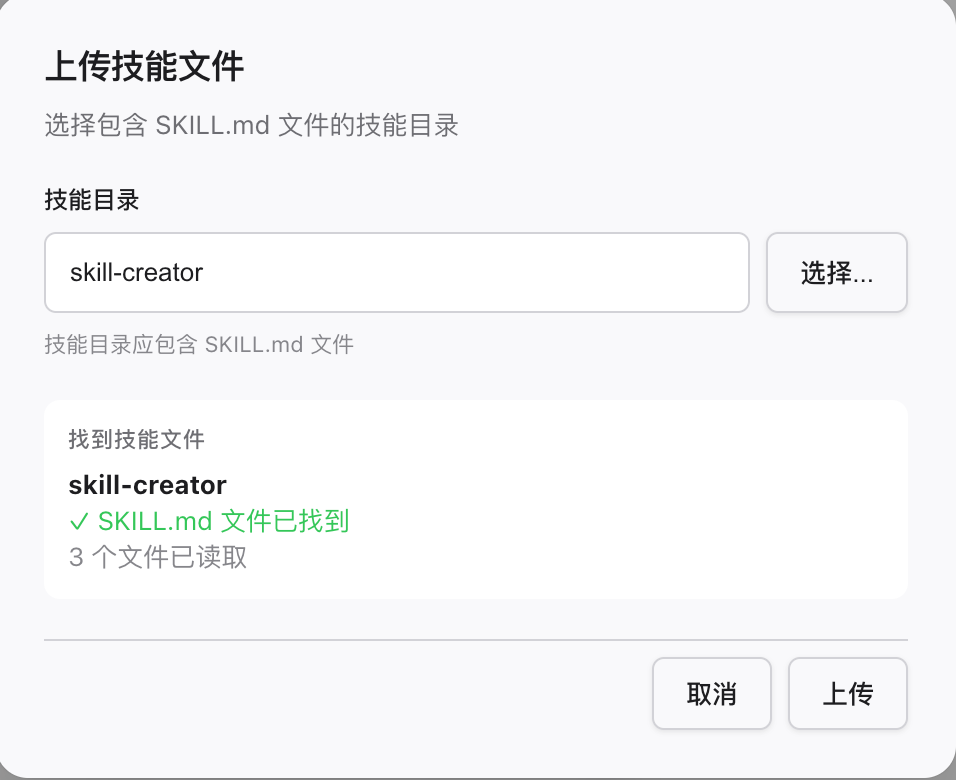 上传技能文件
选择包含 SKILL.md 文件的技能目录
技能目录
skill-creator
选择...
技能目录应包含 SKILL.md 文件
找到技能文件
skill-creator
✓ SKILL.md 文件已找到
3 个文件已读取
取消
上传